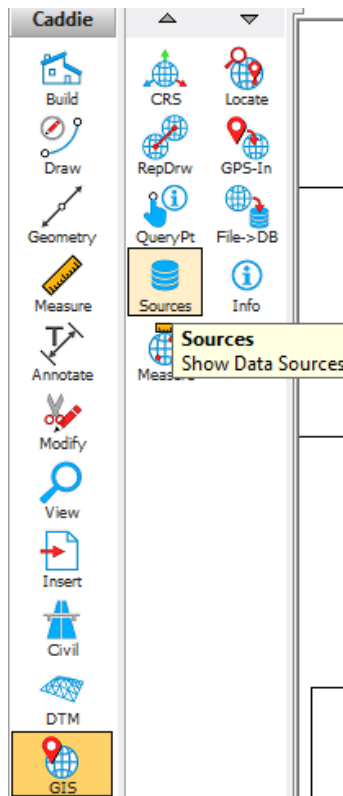 Caddie
Build
Draw
Geometry
Measure
Annotate
Modify
View
Insert
Civil
DTM
GIS
CRS
Locate
RepDrw
GPS-In
QueryPt
File->DB
Sources
Info
Measure
Sources
Show Data Sources